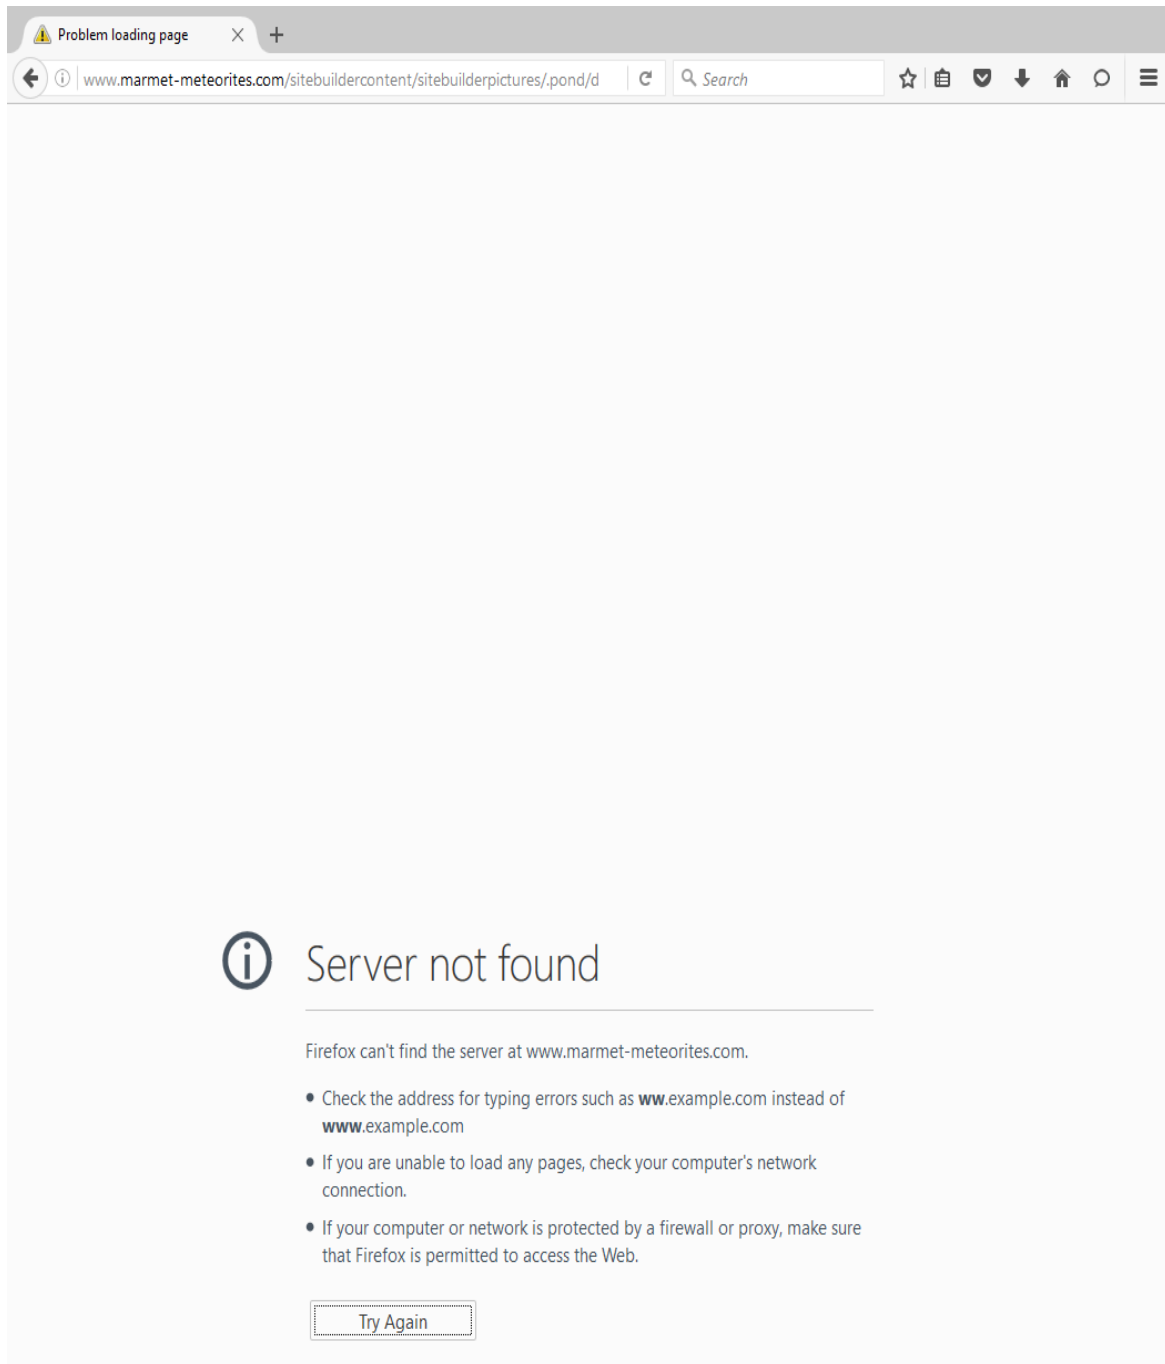 Problem loading page
www.marmet-meteorites.com/sitebuildercontent/sitebuilderpictures/.pond/d
Search
Server not found
Firefox can't find the server at www.marmet-meteorites.com.
Check the address for typing errors such as ww.example.com instead of
www.example.com
If you are unable to load any pages, check your computer's network
connection.
If your computer or network is protected by a firewall or proxy, make sure
that Firefox is permitted to access the Web.
Try Again